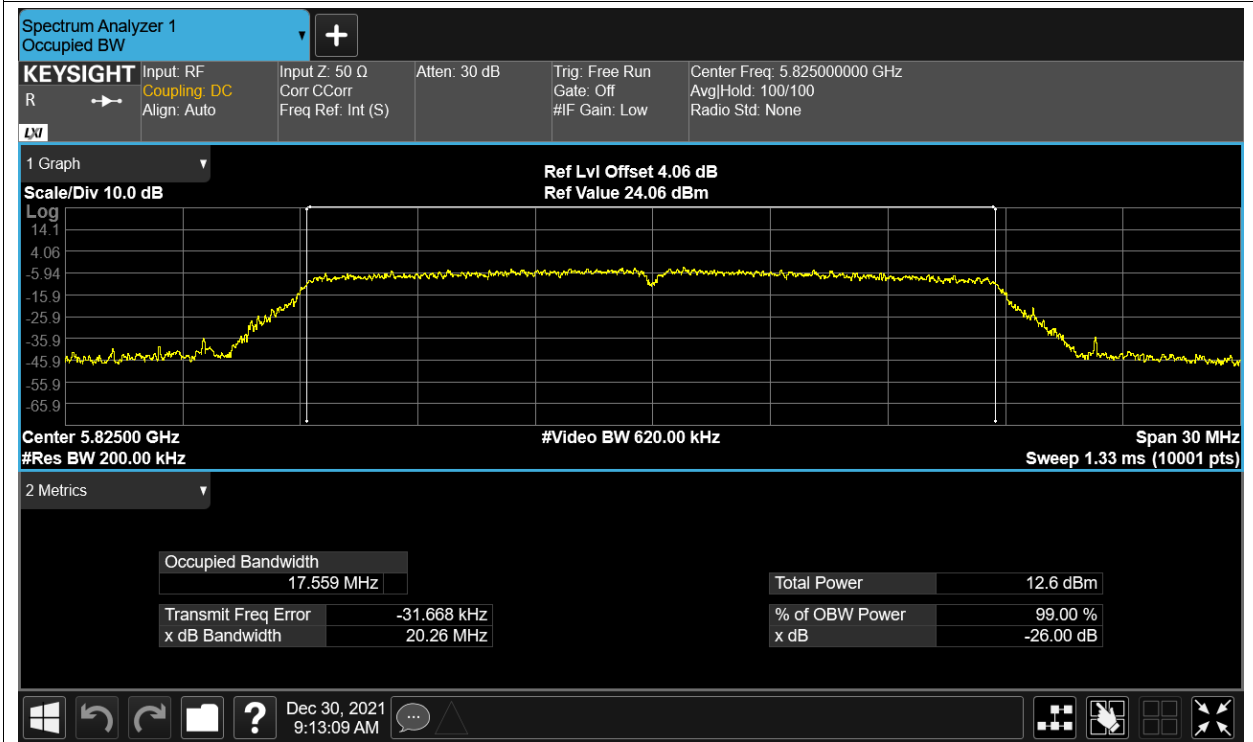 Spectrum Analyzer 1
Occupied BW
+
KEYSIGHT Input: RF Input Z: 50 Ω Atten: 30 dB Trig: Free Run Center Freq: 5.825000000 GHz
R Coupling: DC Corr CCorr Gate: Off Avg|Hold: 100/100
Align: Auto Freq Ref: Int (S) #IF Gain: Low Radio Std: None
LXI
1 Graph
Ref Lvl Offset 4.06 dB
Scale/Div 10.0 dB Ref Value 24.06 dBm
Log
14.1
4.06
-5.94
-15.9
-25.9
-35.9
-45.9
-55.9
-65.9
Center 5.82500 GHz #Video BW 620.00 kHz Span 30 MHz
#Res BW 200.00 kHz Sweep 1.33 ms (10001 pts)
2 Metrics
Occupied Bandwidth
17.559 MHz Total Power 12.6 dBm
Transmit Freq Error -31.668 kHz % of OBW Power 99.00 %
x dB Bandwidth 20.26 MHz x dB -26.00 dB
? Dec 30, 2021
9:13:09 AM